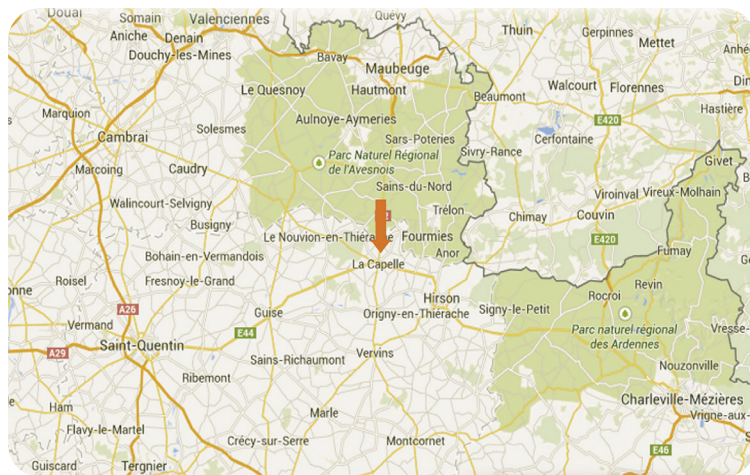 Douai
Somain
Valenciennes
Quévy
Thuin
Gerpinnes
Aniche
Denain
Mettet
Douchy-les-Mines
Bavay
Maubeuge
Walcourt
Florennes
Le Quesnoy
Hautmont
Beaumont
Hastière
Marquion
Aulnoye-Aymeries
E420
Cambrai
Solesmes
Sars-Poteries
Cerfontaine
Sivry-Rance
Parc Naturel Régional
de l'Avesnois
Givet
Marcoing
Caudry
Sains-du-Nord
Viroinval
Vireux-Molhain
Walincourt-Selvigny
Trélon
Chimay
Couvin
Busigny
Le Nouvion-en-Thiérache
Fourmies
E420
Bohain-en-Vermandois
Anor
Fumay
La Capelle
Roisel
Fresnoy-le-Grand
Revin
Hirson
Rocroi
A26
Guise
Origny-en-Thiérache
Signy-le-Petit
Vermand
E44
Parc naturel régional
des Ardennes
Saint-Quentin
A29
Vervins
Sains-Richaumont
Nouzonville
Ribemont
Charleville-Mézières
Ham
Marle
Flavy-le-Martel
Crécy-sur-Serre
Montcornet
E46
Guiscard
Tergnier